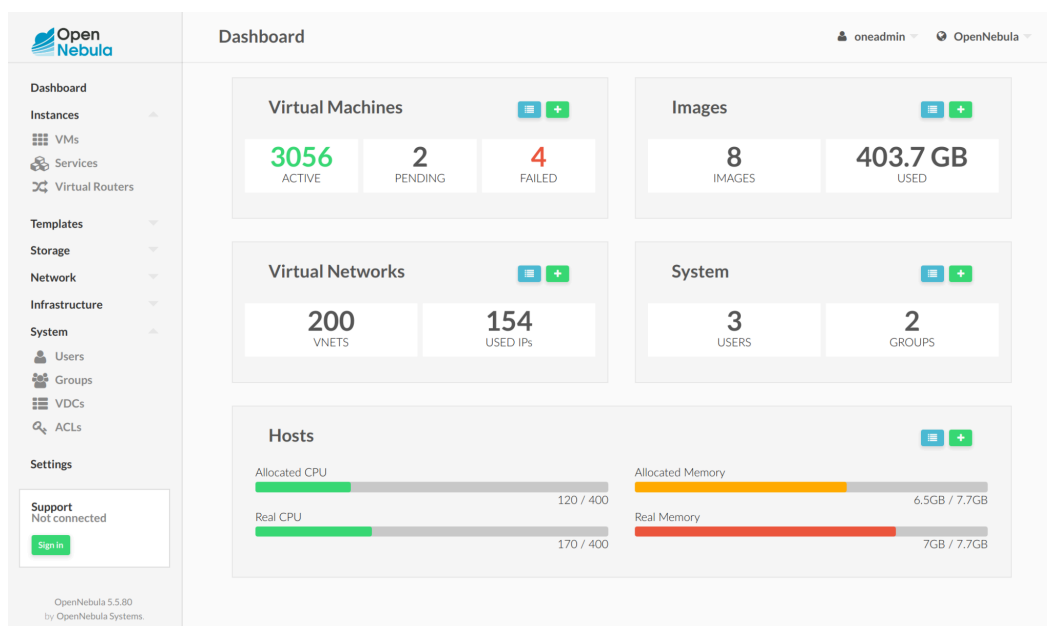 Open
Nebula
Dashboard
oneadmin
OpenNebula
Dashboard
Instances
VMs
Services
Virtual Routers
Templates
Storage
Network
Infrastructure
System
Users
Groups
VDCs
ACLs
Settings
Support
Not connected
Sign in
OpenNebula 5.5.80
by OpenNebula Systems.
Virtual Machines
3056
ACTIVE
2
PENDING
4
FAILED
Images
8
IMAGES
403.7 GB
USED
Virtual Networks
200
VNETS
154
USED IPs
System
3
USERS
2
GROUPS
Hosts
Allocated CPU
120 / 400
Real CPU
170 / 400
Allocated Memory
6.5GB / 7.7GB
Real Memory
7GB / 7.7GB